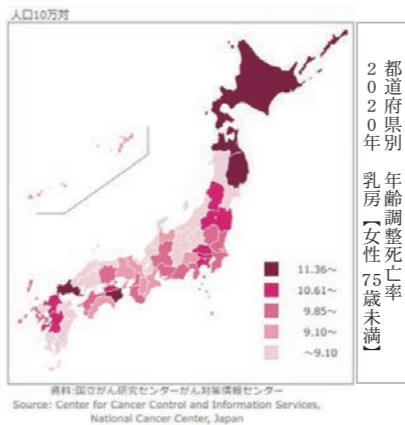 人口10万対
都道府県別 年齢調整死亡率
2020年 乳房【女性 75歳未満】
11.36～
10.61～
9.85～
9.10～
～9.10
資料:国立がん研究センターがん対策情報センター
Source: Center for Cancer Control and Information Services,
National Cancer Center, Japan